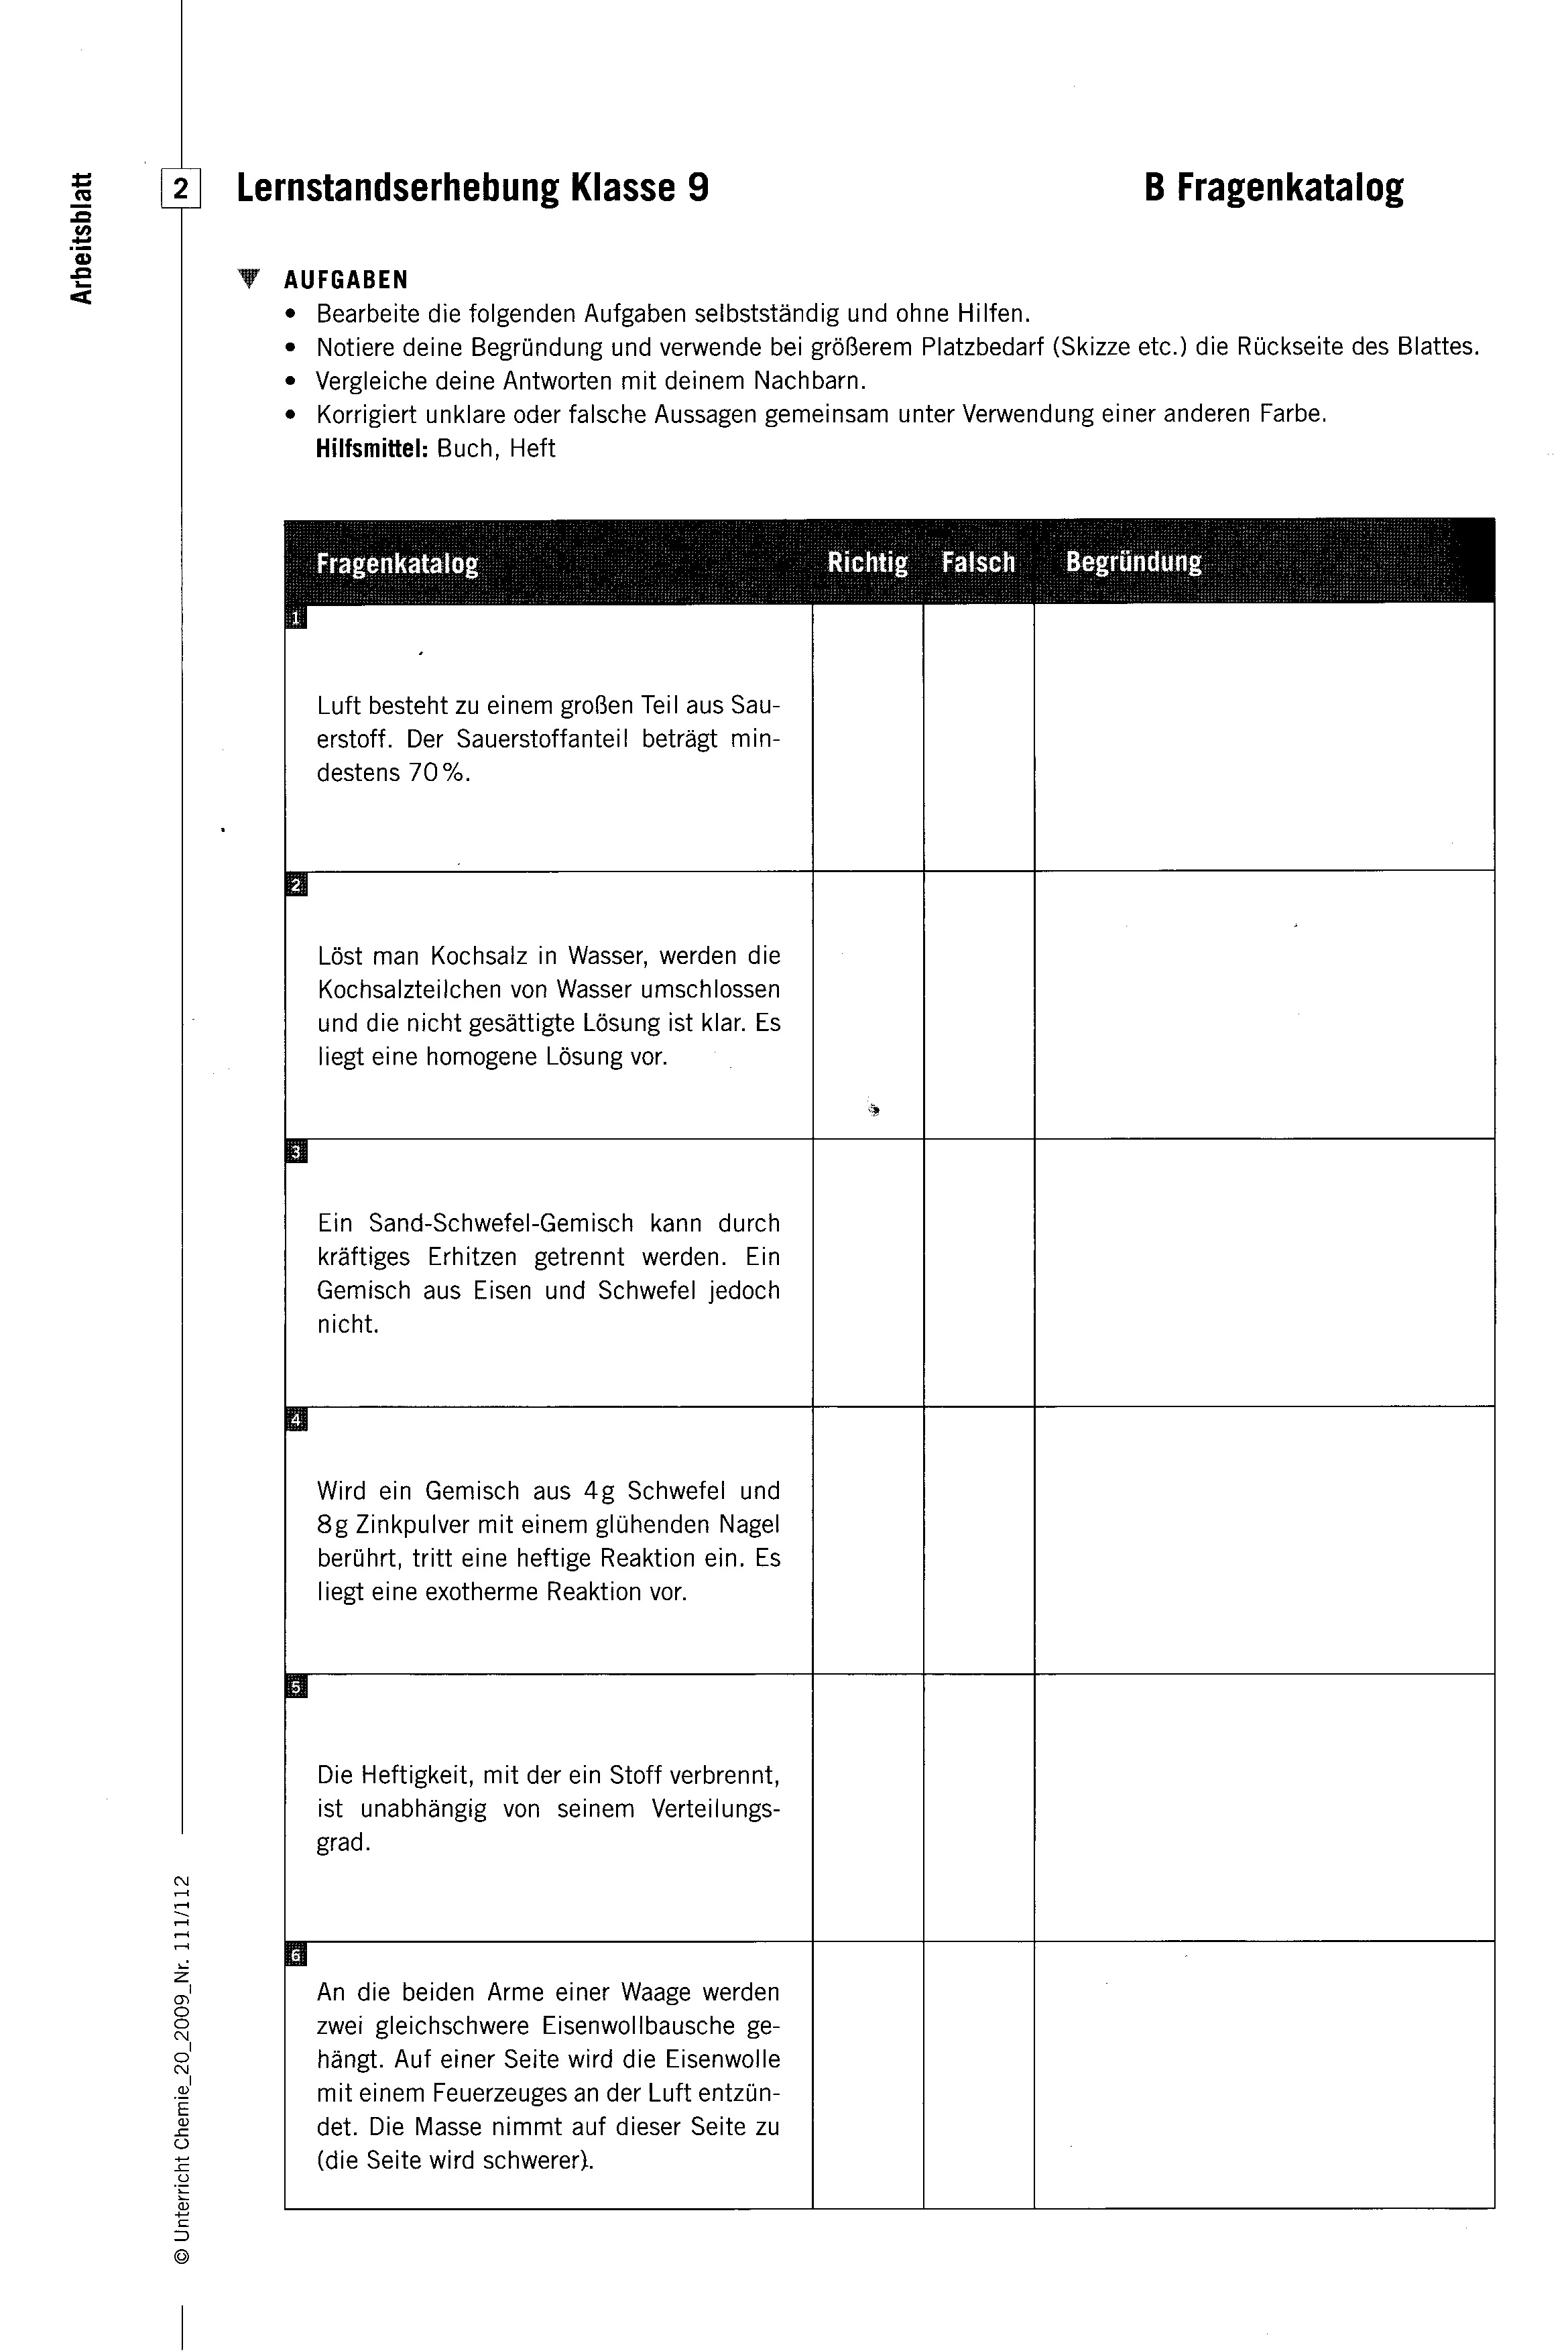 Arbeitsblatt
2
Lernstandserhebung Klasse 9
B Fragenkatalog
AUFGABEN
• Bearbeite die folgenden Aufgaben selbstständig und ohne Hilfen.
• Notiere deine Begründung und verwende bei größerem Platzbedarf (Skizze etc.) die Rückseite des Blattes.
• Vergleiche deine Antworten mit deinem Nachbarn.
• Korrigiert unklare oder falsche Aussagen gemeinsam unter Verwendung einer anderen Farbe.
Hilfsmittel: Buch, Heft
Fragenkatalog Richtig Falsch Begründung
1
Luft besteht zu einem großen Teil aus Sau-
erstoff. Der Sauerstoffanteil beträgt min-
destens 70 %.
2
Löst man Kochsalz in Wasser, werden die
Kochsalzteilchen von Wasser umschlossen
und die nicht gesättigte Lösung ist klar. Es
liegt eine homogene Lösung vor.
3
Ein Sand-Schwefel-Gemisch kann durch
kräftiges Erhitzen getrennt werden. Ein
Gemisch aus Eisen und Schwefel jedoch
nicht.
4
Wird ein Gemisch aus 4 g Schwefel und
8 g Zinkpulver mit einem glühenden Nagel
berührt, tritt eine heftige Reaktion ein. Es
liegt eine exotherme Reaktion vor.
5
Die Heftigkeit, mit der ein Stoff verbrennt,
ist unabhängig von seinem Verteilungs-
grad.
6
An die beiden Arme einer Waage werden
zwei gleichschwere Eisenwollbausche ge-
hängt. Auf einer Seite wird die Eisenwolle
mit einem Feuerzeuges an der Luft entzün-
det. Die Masse nimmt auf dieser Seite zu
(die Seite wird schwerer).
© Unterricht Chemie_20_2009_Nr. 111/112